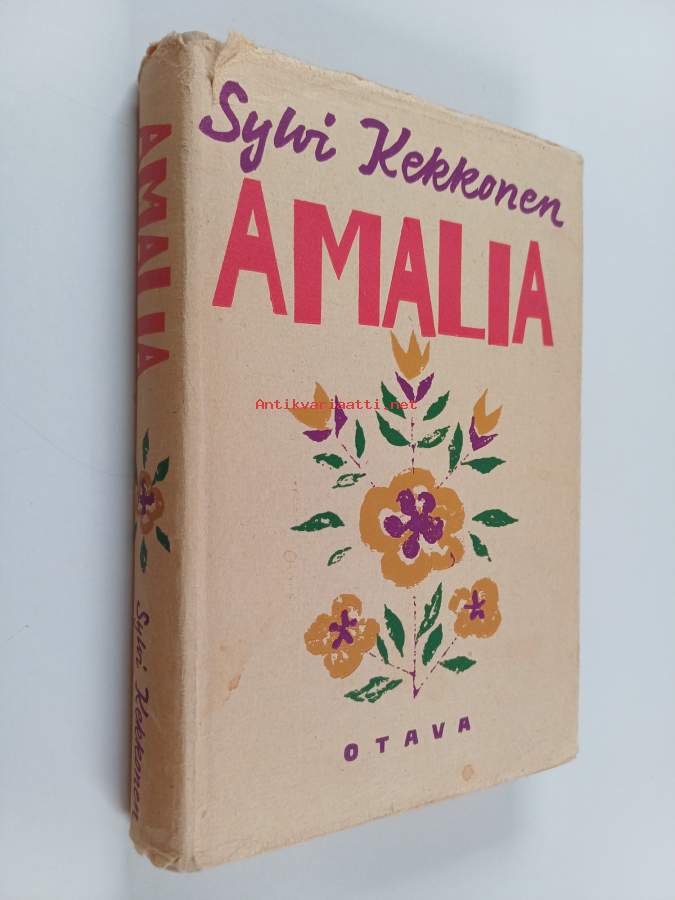 Sylvi Kekkonen
AMALIA
Antikvariaatti.net
OTAVA
AMALIA
Sylvi Kekkonen